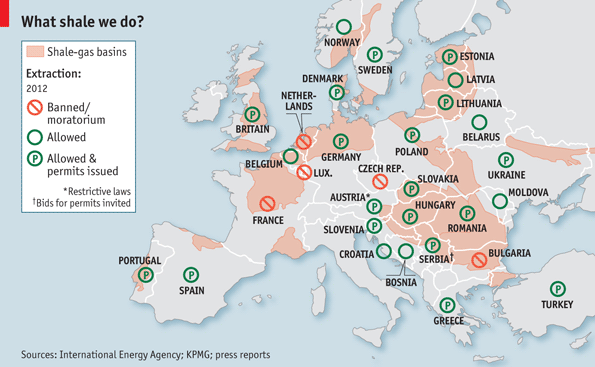 What shale we do?
Shale-gas basins
Extraction:
2012
Banned/
moratorium
Allowed
P Allowed &
permits issued
*Restrictive laws
†Bids for permits invited
NORWAY
P
SWEDEN
P
ESTONIA
LATVIA
P
LITHUANIA
DENMARK
P
NETHER-
LANDS
P
BRITAIN
BELARUS
P
GERMANY
P
POLAND
BELGIUM
LUX.
CZECH REP.
P
UKRAINE
P
SLOVAKIA
MOLDOVA
AUSTRIA*
P
P
HUNGARY
P
ROMANIA
FRANCE
SLOVENIA
P
CROATIA
BOSNIA
P
SERBIA†
BULGARIA
PORTUGAL
P
P
SPAIN
P
GREECE
P
TURKEY
Sources: International Energy Agency; KPMG; press reports